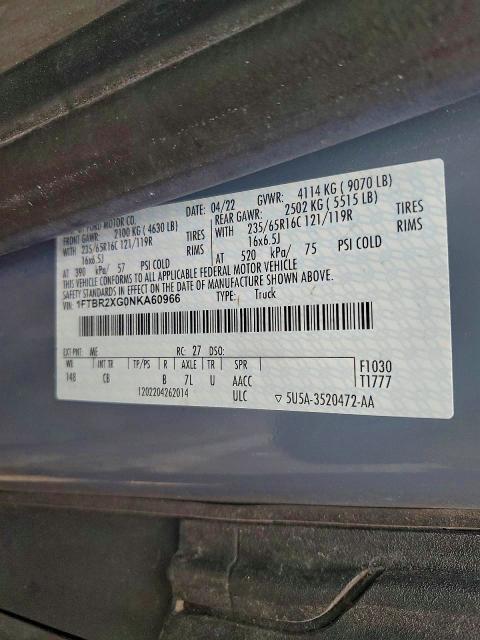 FORD MOTOR CO. DATE: 04/22 GVWR: 4114 KG ( 9070 LB)
FRONT GAWR: 2100 KG ( 4630 LB) REAR GAWR: 2502 KG ( 5515 LB)
WITH 235/65R16C 121/119R TIRES WITH 235/65R16C 121/119R TIRES
16x6.5J RIMS 16x6.5J RIMS
AT 390 kPa/ 57 PSI COLD AT 520 kPa/ 75 PSI COLD
THIS VEHICLE CONFORMS TO ALL APPLICABLE FEDERAL MOTOR VEHICLE
SAFETY STANDARDS IN EFFECT ON THE DATE OF MANUFACTURE SHOWN ABOVE.
VIN: 1FTBR2XG0NKA60966 TYPE: Truck
EXT PNT: ME RC: 27 DSO:
WB INT TR TP/PS R AXLE TR SPR F1030
148 CB B 7L U AACC T1777
1202204262014 ULC ▽ 5U5A-3520472-AA